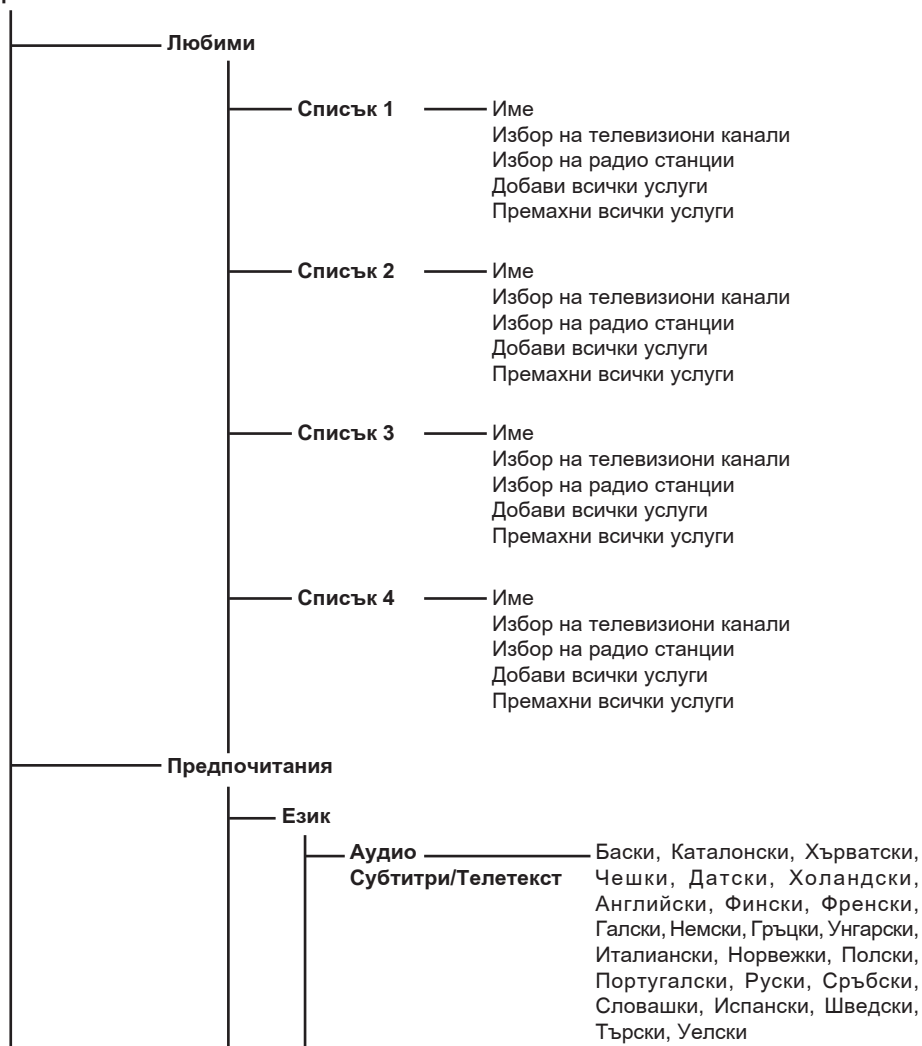 Любими
Списък 1 Име
Избор на телевизиони канали
Избор на радио станции
Добави всички услуги
Премахни всички услуги
Списък 2 Име
Избор на телевизиони канали
Избор на радио станции
Добави всички услуги
Премахни всички услуги
Списък 3 Име
Избор на телевизиони канали
Избор на радио станции
Добави всички услуги
Премахни всички услуги
Списък 4 Име
Избор на телевизиони канали
Избор на радио станции
Добави всички услуги
Премахни всички услуги
Предпочитания
Език
Аудио Баски, Каталонски, Хърватски,
Субтитри/Телетекст Чешки, Датски, Холандски,
Английски, Фински, Френски,
Галски, Немски, Гръцки, Унгарски,
Италиански, Норвежки, Полски,
Португалски, Руски, Сръбски,
Словашки, Испански, Шведски,
Търски, Уелски